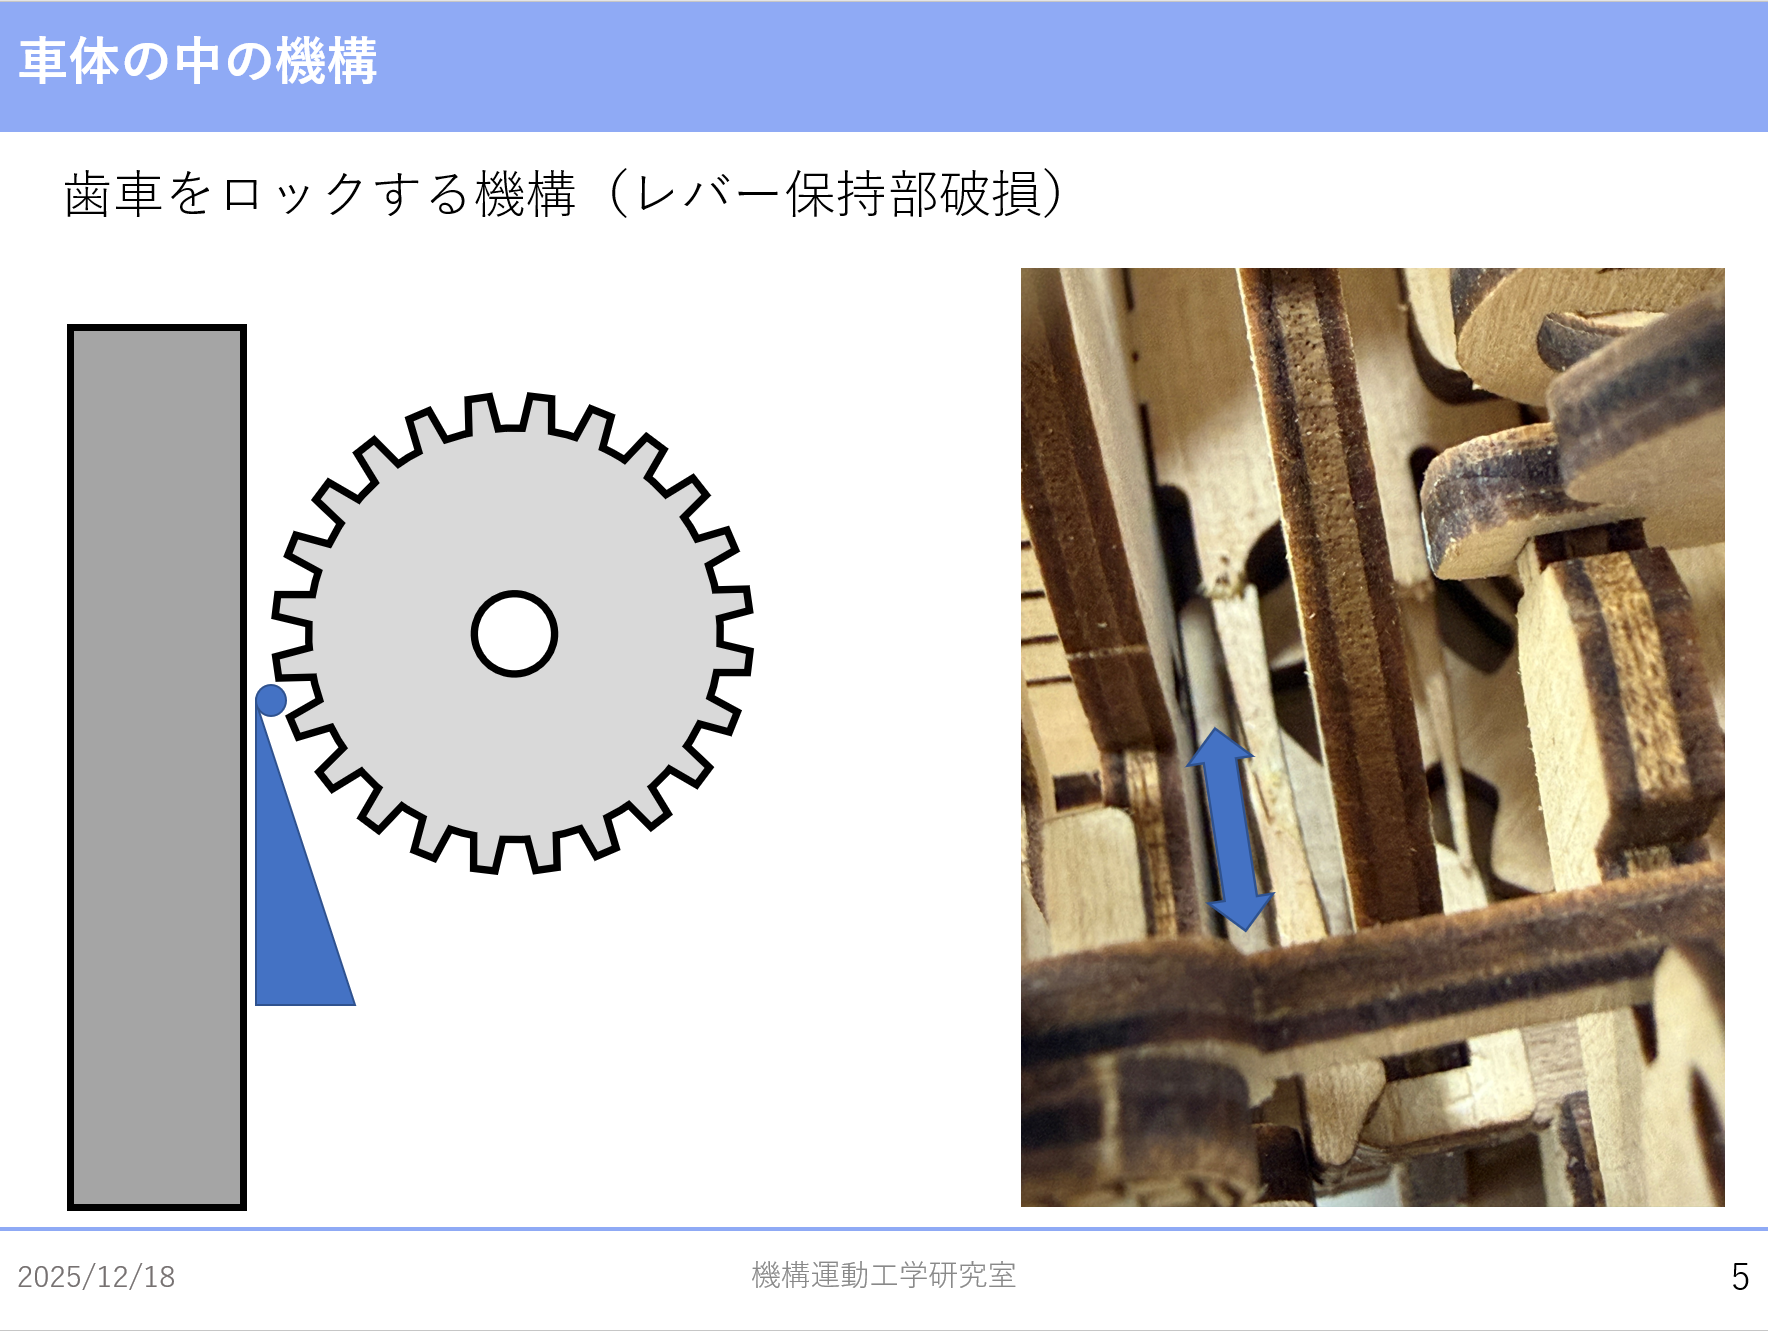 車体の中の機構
歯車をロックする機構（レバー保持部破損）
2025/12/18
機構運動工学研究室
5